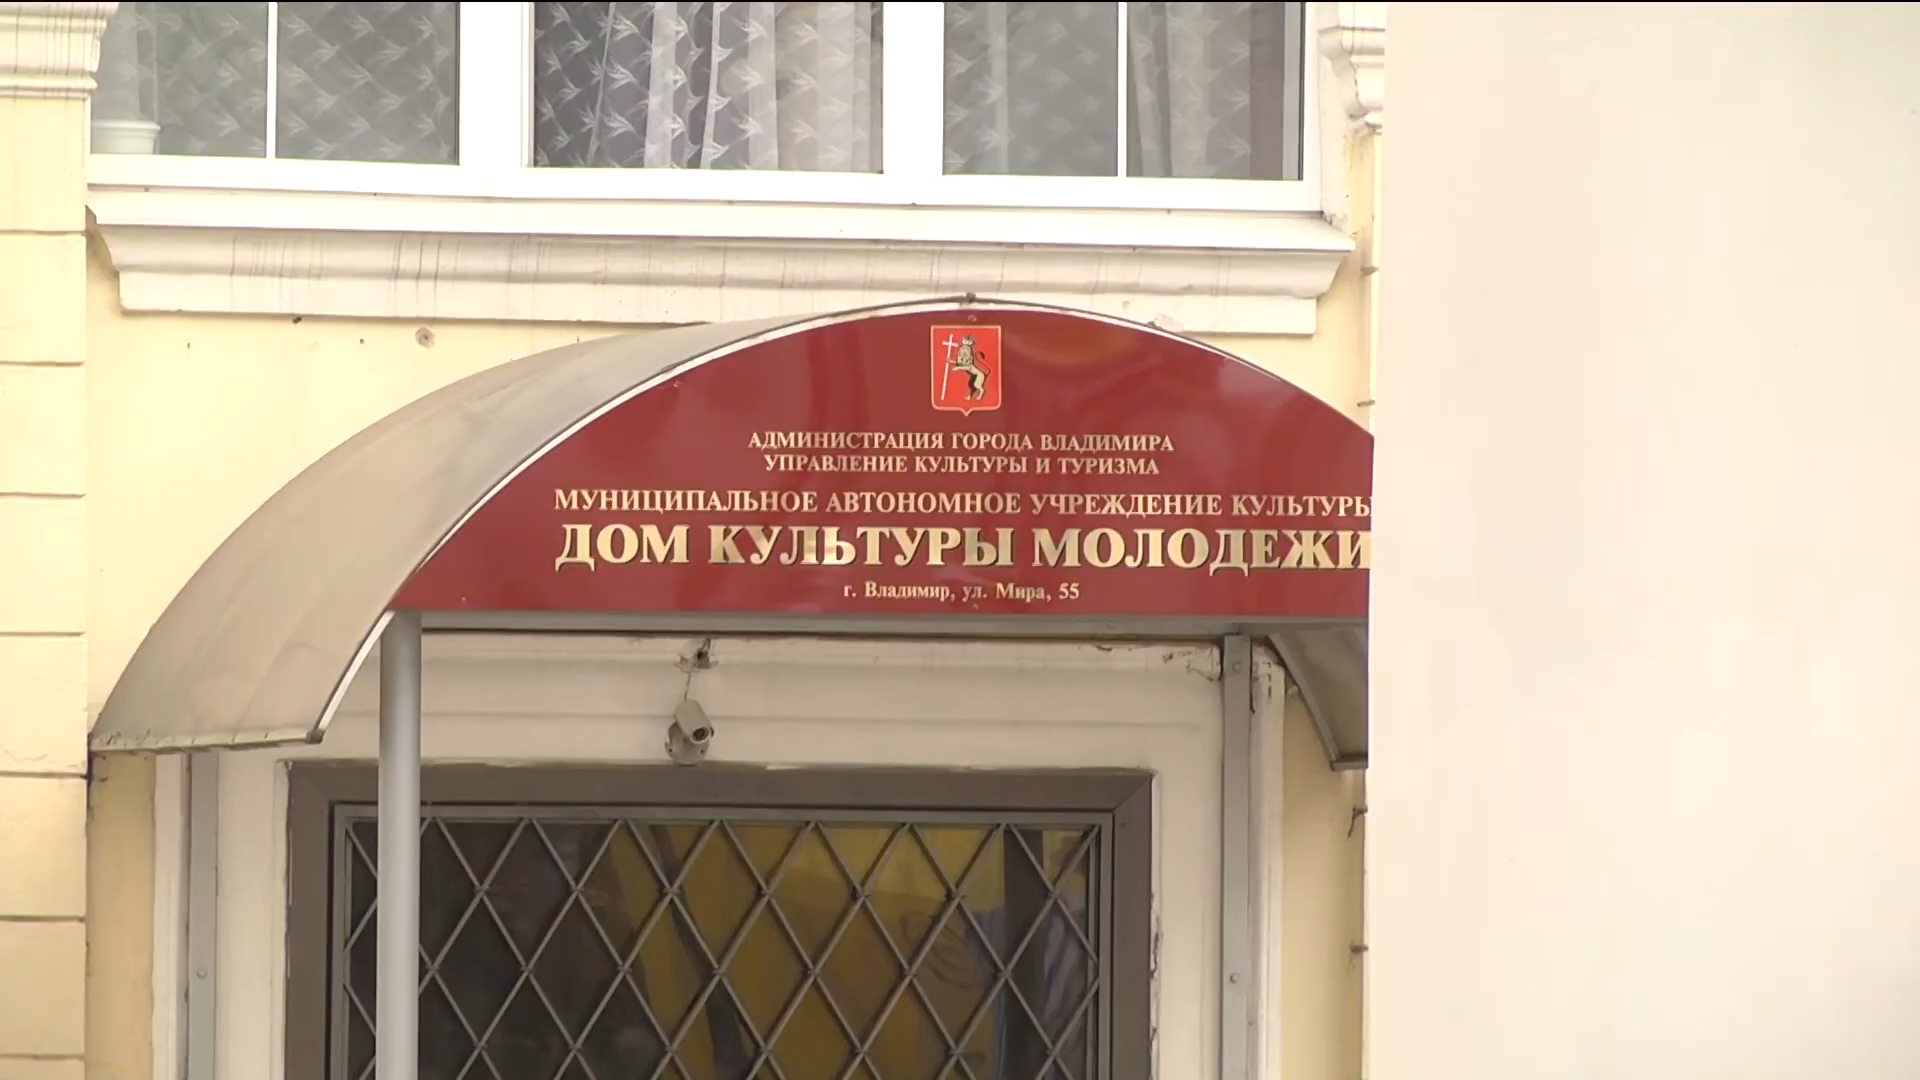 АДМИНИСТРАЦИЯ ГОРОДА ВЛАДИМИРА
УПРАВЛЕНИЕ КУЛЬТУРЫ И ТУРИЗМА
МУНИЦИПАЛЬНОЕ АВТОНОМНОЕ УЧРЕЖДЕНИЕ КУЛЬТУРЫ
ДОМ КУЛЬТУРЫ МОЛОДЕЖИ
г. Владимир, ул. Мира, 55